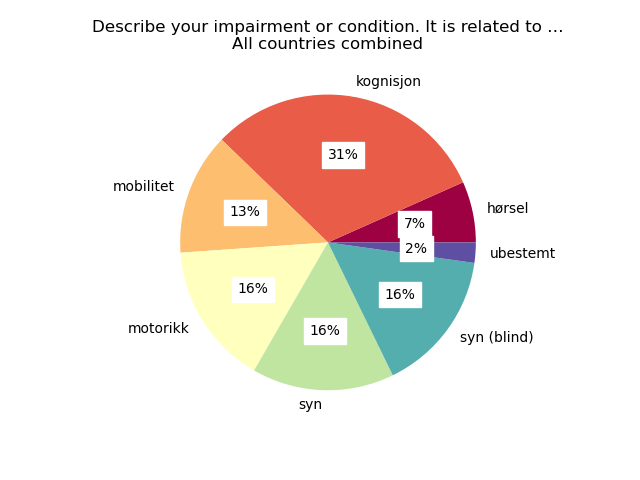 Describe your impairment or condition. It is related to …
All countries combined
kognisjon
31%
mobilitet
13%
hørsel
7%
2%
ubestemt
16%
motorikk
16%
syn (blind)
16%
syn